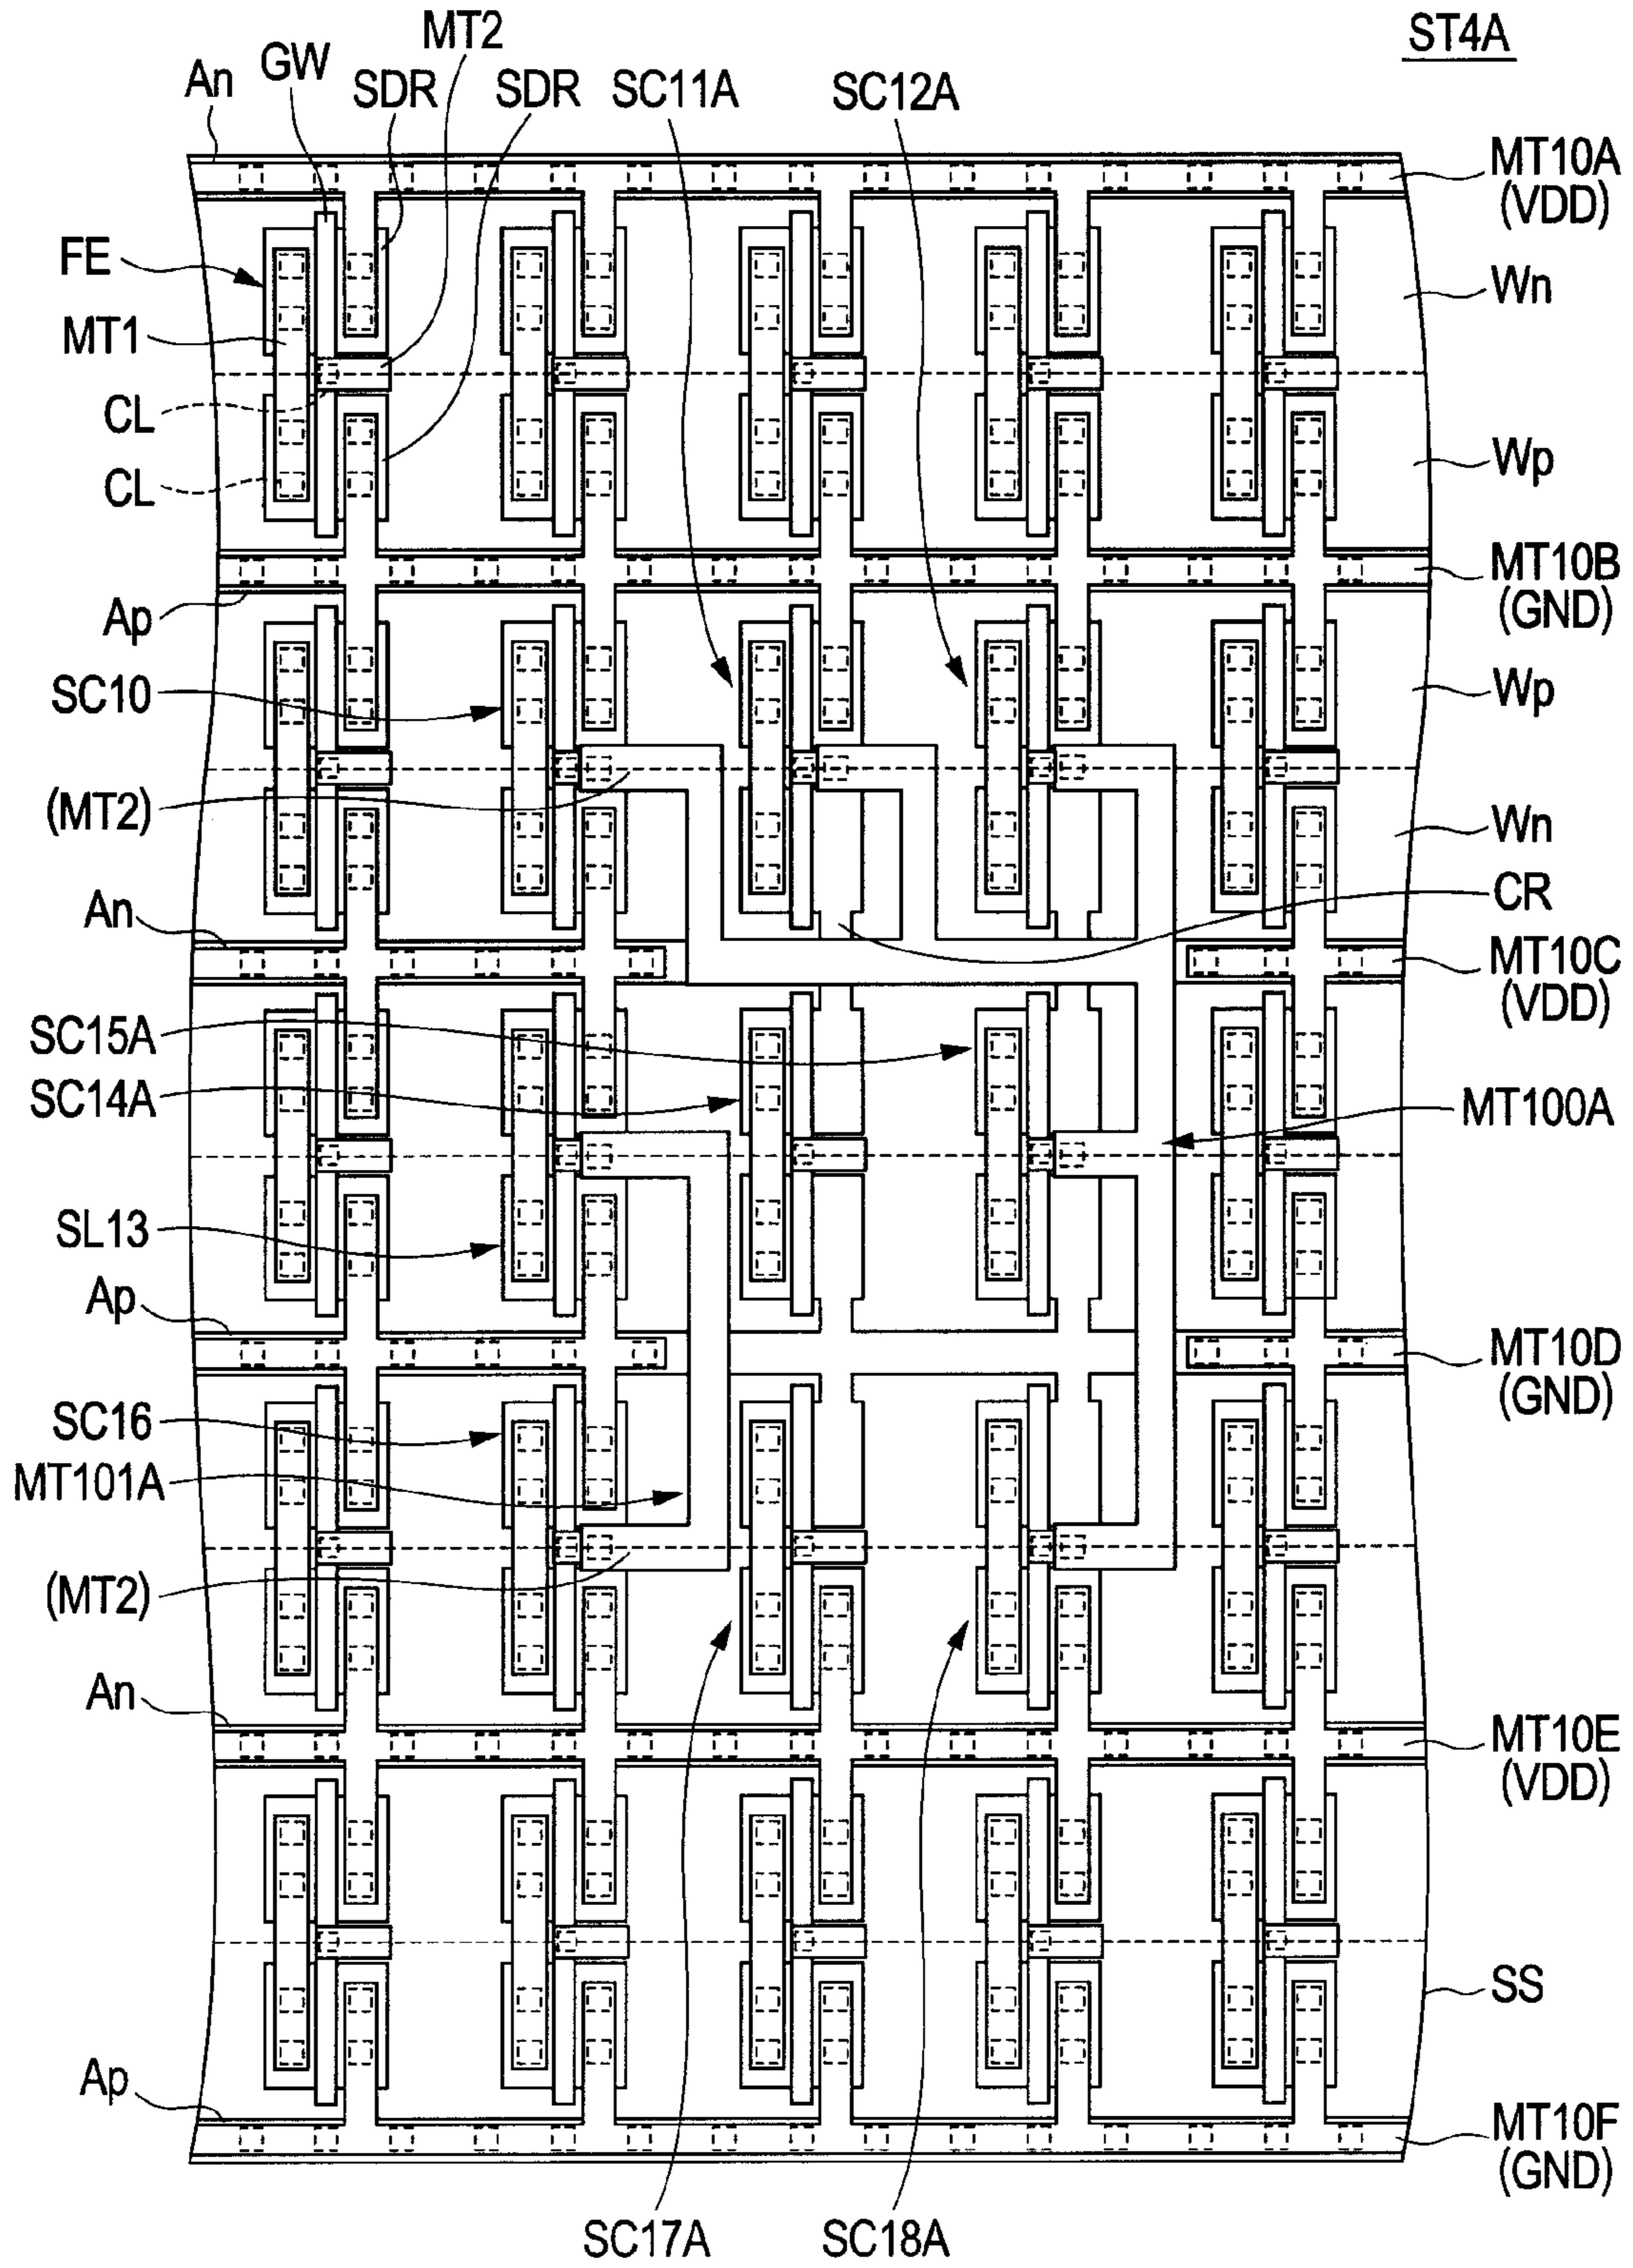 ST4A
MT2
GW
An
SDR
SDR
SC11A
SC12A
MT10A
(VDD)
FE
Wn
MT1
CL
Wp
CL
MT10B
(GND)
Ap
SC10
Wp
(MT2)
Wn
CR
An
MT10C
(VDD)
SC15A
SC14A
MT100A
SL13
Ap
MT10D
(GND)
SC16
MT101A
(MT2)
An
MT10E
(VDD)
SS
Ap
MT10F
(GND)
SC17A
SC18A